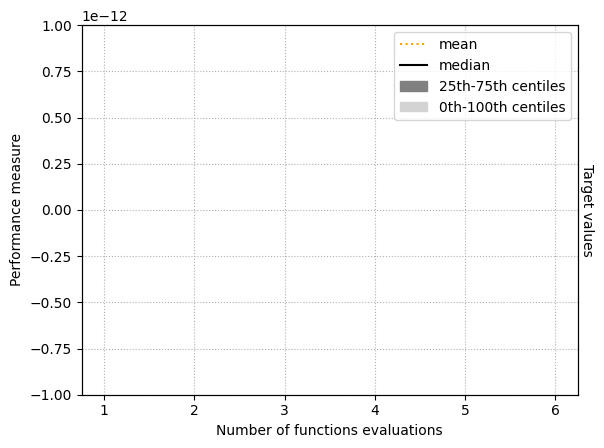 1e−12
1.00
0.75
0.50
0.25
0.00
−0.25
−0.50
−0.75
−1.00
Performance measure
mean
median
25th-75th centiles
0th-100th centiles
Target values
1 2 3 4 5 6
Number of functions evaluations